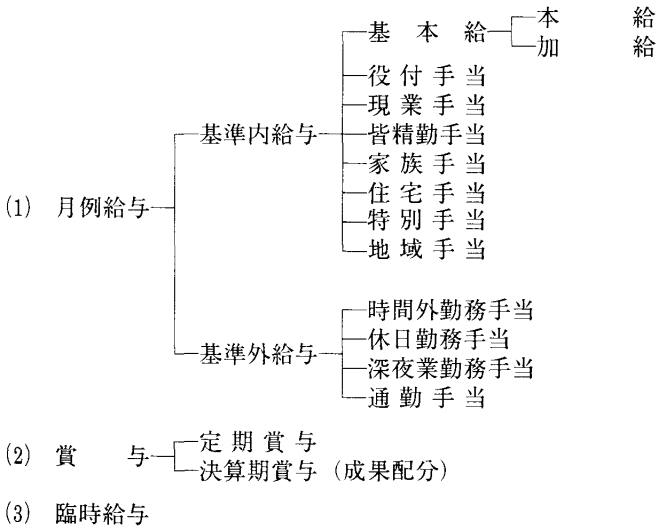 基本給 本給
加給
役付手当
現業手当
基準内給与 皆精勤手当
家族手当
(1) 月例給与 住宅手当
特別手当
地域手当
時間外勤務手当
休日勤務手当
基準外給与 深夜業勤務手当
通勤手当
定期賞与
(2) 賞与
決算期賞与（成果配分）
(3) 臨時給与